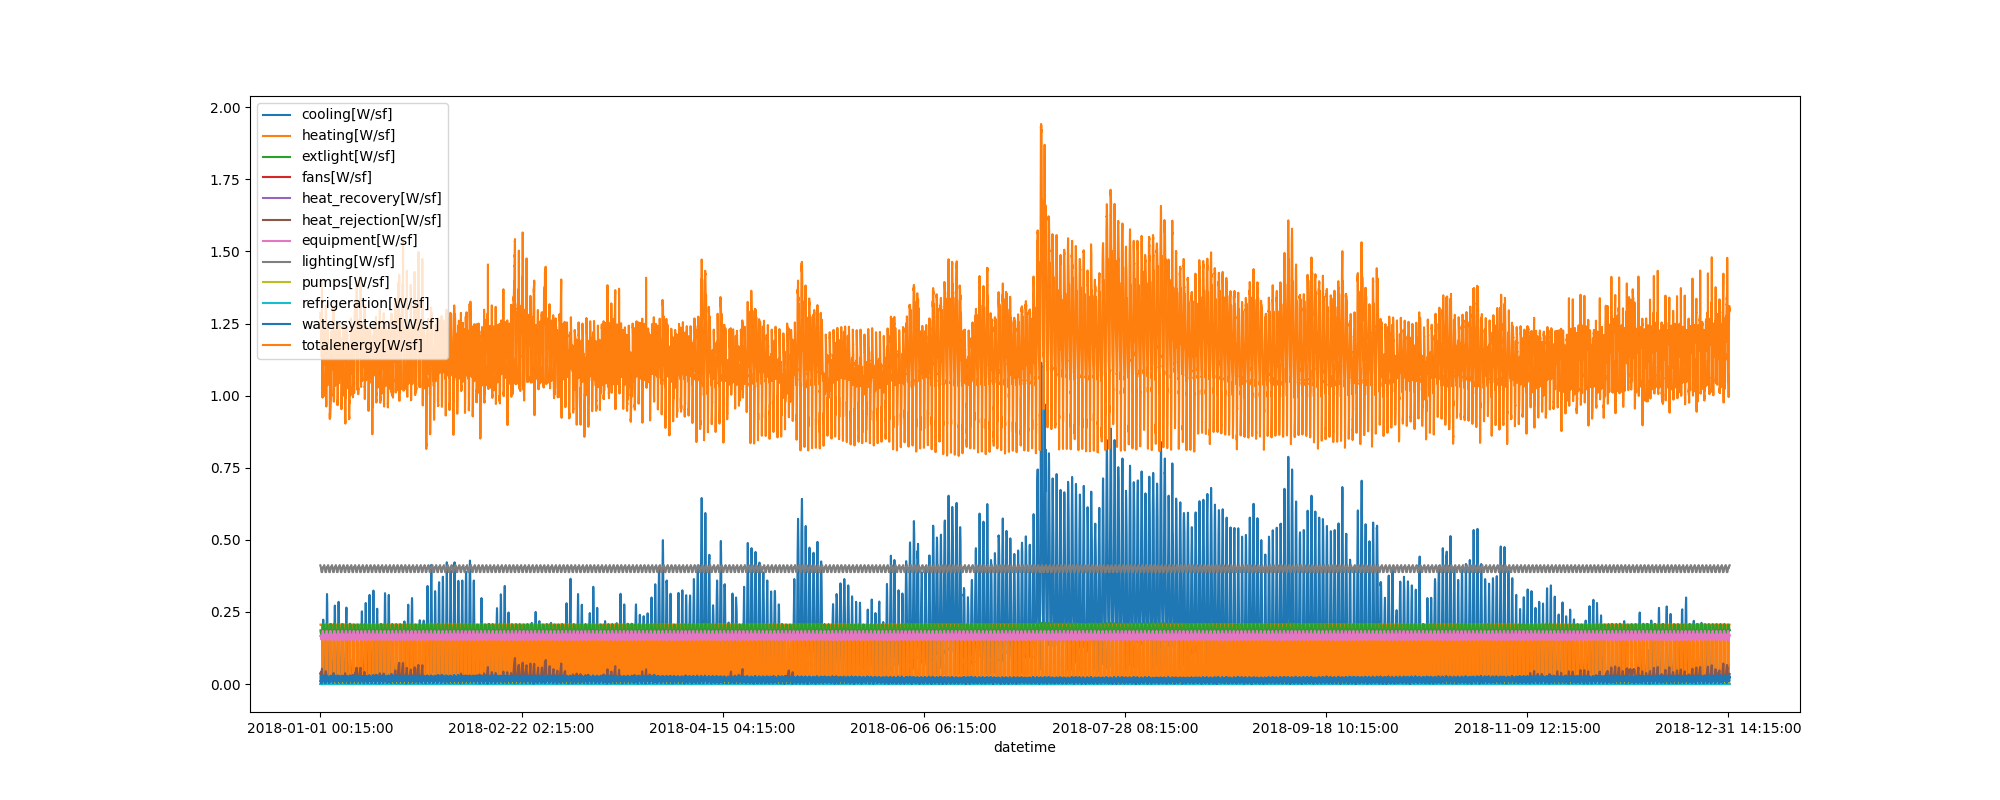 2.00
1.75
1.50
1.25
1.00
0.75
0.50
0.25
0.00
cooling[W/sf]
heating[W/sf]
extlight[W/sf]
fans[W/sf]
heat_recovery[W/sf]
heat_rejection[W/sf]
equipment[W/sf]
lighting[W/sf]
pumps[W/sf]
refrigeration[W/sf]
watersystems[W/sf]
totalenergy[W/sf]
2018-01-01 00:15:00 2018-02-22 02:15:00 2018-04-15 04:15:00 2018-06-06 06:15:00 2018-07-28 08:15:00 2018-09-18 10:15:00 2018-11-09 12:15:00 2018-12-31 14:15:00
datetime